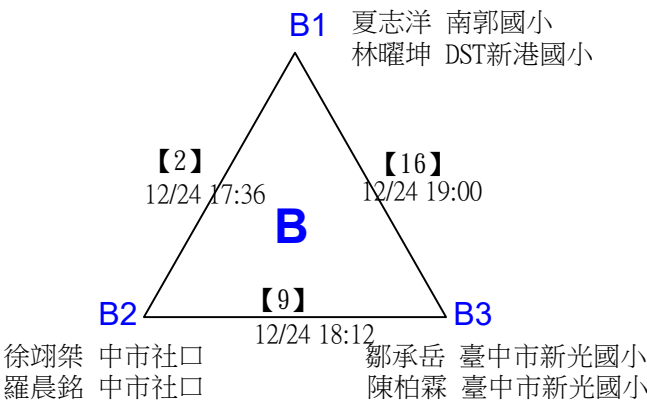 B1
夏志洋 南郭國小
林曜坤 DST新港國小
【2】
12/24 17:36
【16】
12/24 19:00
B
B2
【9】
12/24 18:12
B3
徐翊桀 中市社口
羅晨銘 中市社口
鄒承岳 臺中市新光國小
陳柏霖 臺中市新光國小